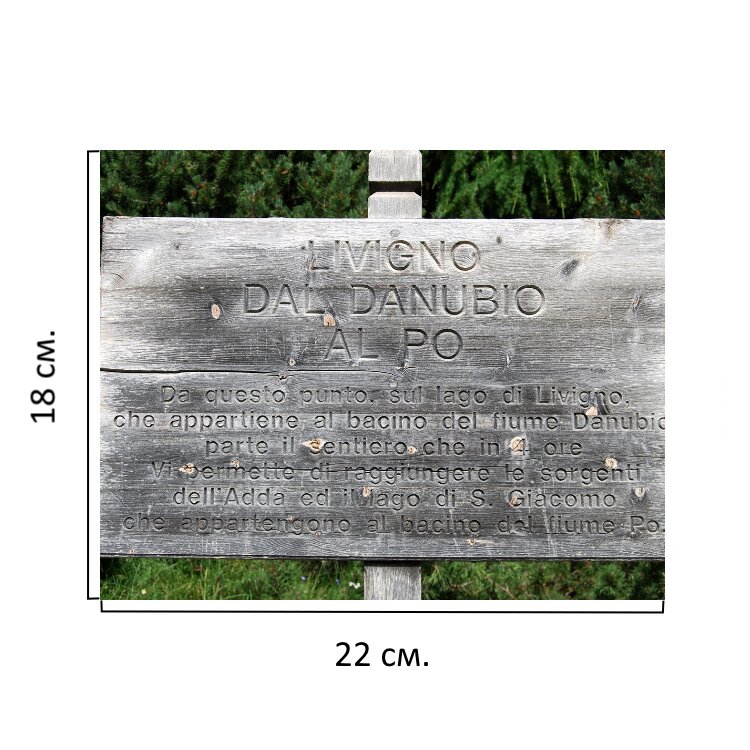 LIVIGNO
DAL DANUBIO
AL PO
Da questo punto, sul lago di Livigno,
che appartiene al bacino del fiume Danubio
parte il sentiero che in 4 ore
Vi permette di raggiungere le sorgenti
dell'Adda ed il lago di S. Giacomo
che appartengono al bacino del fiume Po.
18 см.
22 см.